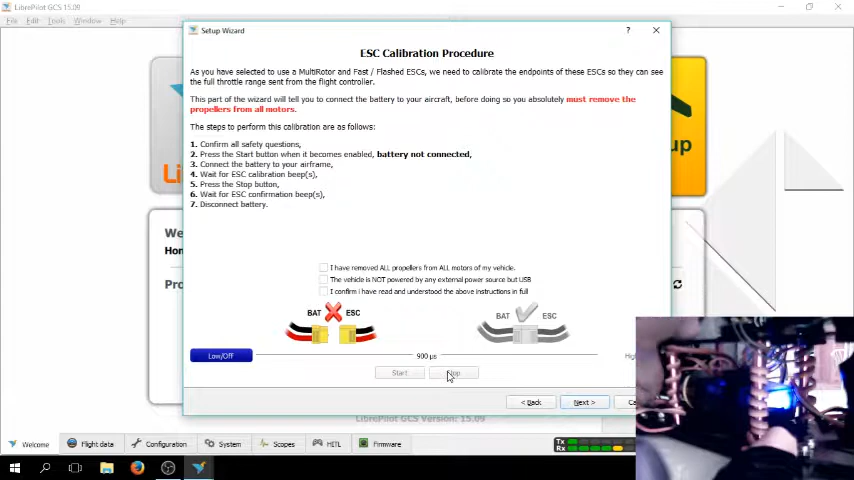 LibrePilot GCS 15.09
File Edit Tools Window Help
Setup Wizard
?
ESC Calibration Procedure
As you have selected to use a MultiRotor and Fast / Flashed ESCs, we need to calibrate the endpoints of these ESCs so they can see
the full throttle range sent from the flight controller.
This part of the wizard will tell you to connect the battery to your aircraft, before doing so you absolutely must remove the
propellers from all motors.
The steps to perform this calibration are as follows:
1. Confirm all safety questions,
2. Press the Start button when it becomes enabled, battery not connected,
3. Connect the battery to your airframe,
4. Wait for ESC calibration beep(s),
5. Press the Stop button,
6. Wait for ESC confirmation beep(s),
7. Disconnect battery.
I have removed ALL propellers from ALL motors of my vehicle.
The vehicle is NOT powered by any external power source but USB
I confirm i have read and understood the above instructions in full
BAT ESC BAT ESC
Low/Off 900 µs High
Start Stop
< Back Next > Ca
Li
up
We
Hom
Pro
LibrePilot GCS Version: 15.09
Welcome Flight data Configuration System Scopes HITL Firmware
Tx
Rx